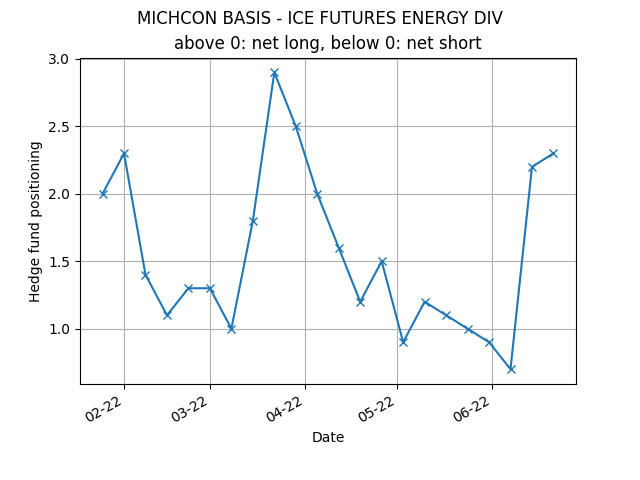 MICHCON BASIS - ICE FUTURES ENERGY DIV
above 0: net long, below 0: net short
3.0
2.5
2.0
1.5
1.0
Hedge fund positioning
02-22
03-22
04-22
05-22
06-22
Date